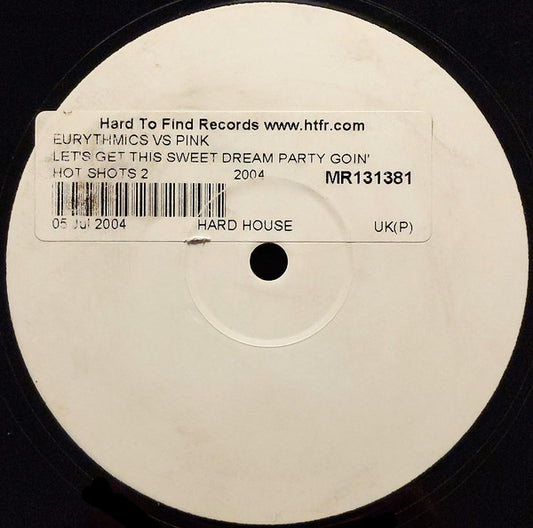 Hard To Find Records www.htfr.com
EURYTHMICS VS PINK
LET'S GET THIS SWEET DREAM PARTY GOIN'
HOT SHOTS 2 2004 MR131381
05 Jul 2004 HARD HOUSE UK(P)